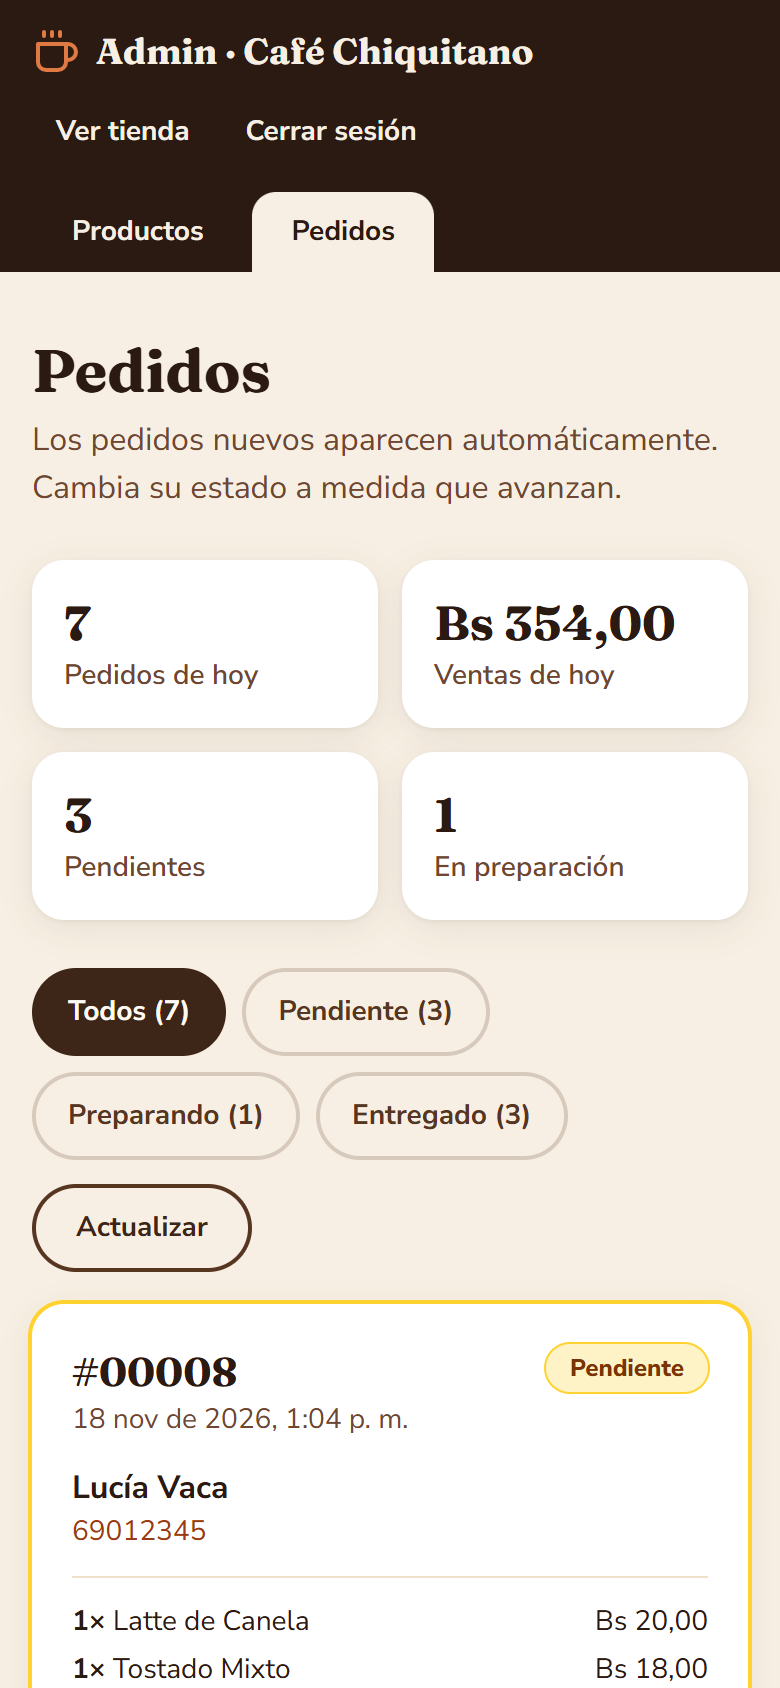 Admin · Café Chiquitano
Ver tienda Cerrar sesión
Productos Pedidos
Pedidos
Los pedidos nuevos aparecen automáticamente.
Cambia su estado a medida que avanzan.
7
Pedidos de hoy
Bs 354,00
Ventas de hoy
3
Pendientes
1
En preparación
Todos (7) Pendiente (3)
Preparando (1) Entregado (3)
Actualizar
#00008 Pendiente
18 nov de 2026, 1:04 p. m.
Lucía Vaca
69012345
1× Latte de Canela Bs 20,00
1× Tostado Mixto Bs 18,00